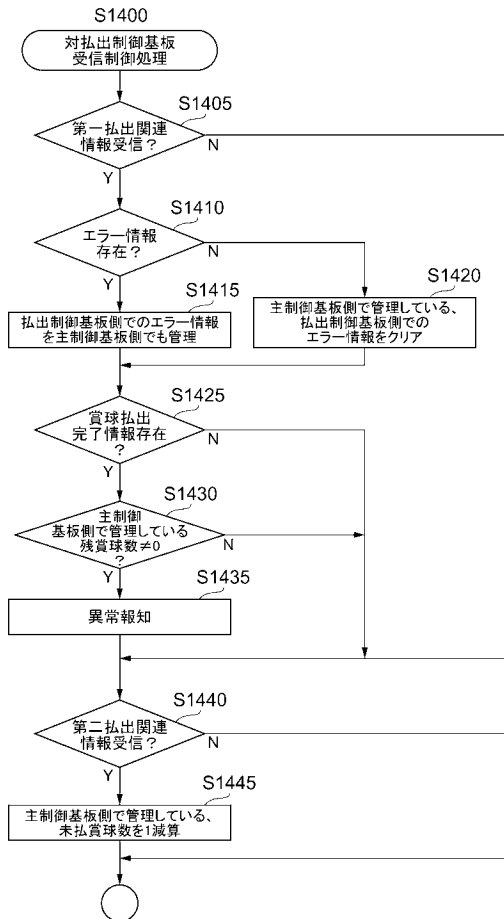 S1400
対払出制御基板
受信制御処理
S1405
第一払出関連
情報受信?
N
Y
S1410
エラー情報
存在?
N
Y
S1415
払出制御基板側でのエラー情報
を主制御基板側でも管理
S1420
主制御基板側で管理している、
払出制御基板側での
エラー情報をクリア
S1425
賞球払出
完了情報存在
?
N
Y
S1430
主制御
基板側で管理している
残賞球数≠0
?
N
Y
S1435
異常報知
S1440
第二払出関連
情報受信?
N
Y
S1445
主制御基板側で管理している、
未払賞球数を1減算